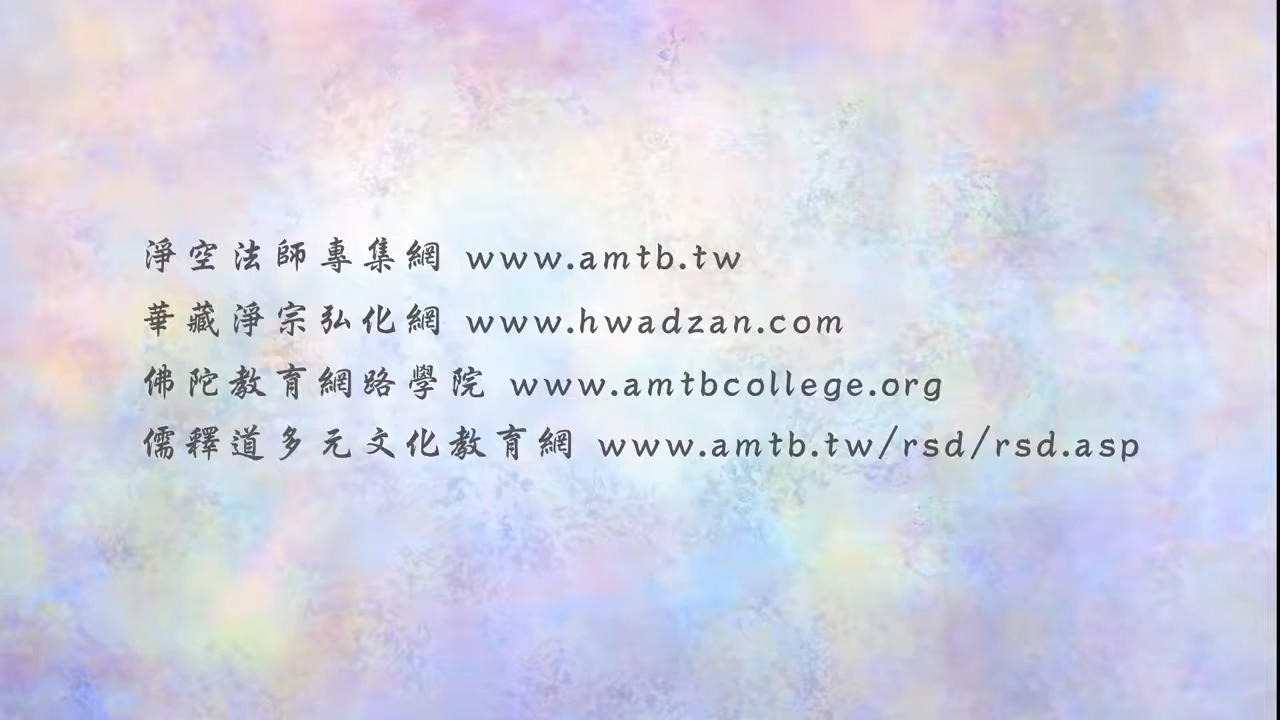 淨空法師專集網 www.amtb.tw
華藏淨宗弘化網 www.hwadzan.com
佛陀教育網路學院 www.amtbcollege.org
儒釋道多元文化教育網 www.amtb.tw/rsd/rsd.asp